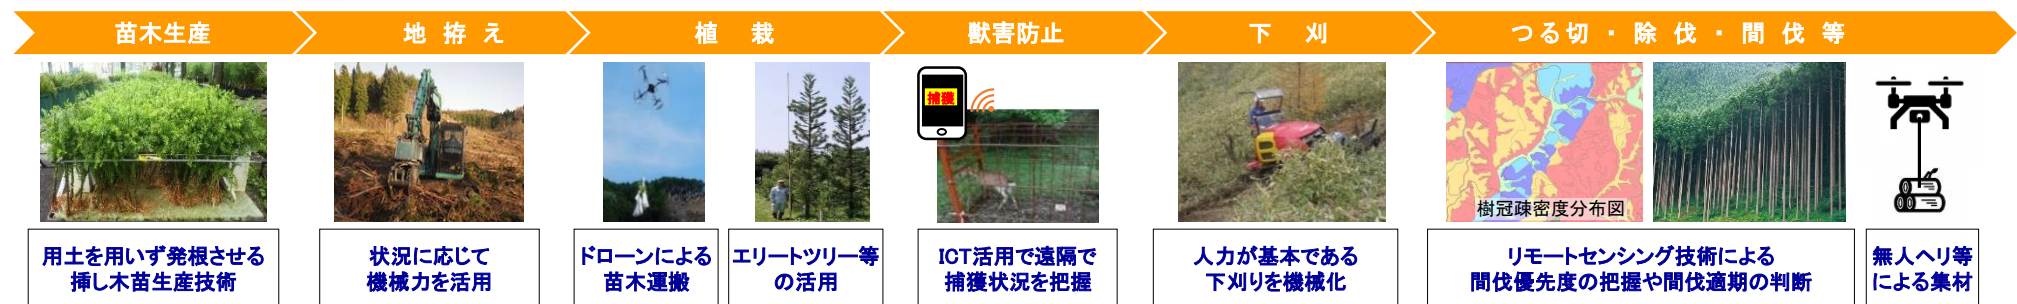 苗木生産
地 拵 え
植 栽
獣害防止
下 刈
つる切 ・ 除 伐 ・ 間 伐 等
捕獲
樹冠疎密度分布図
用土を用いず発根させる
挿し木苗生産技術
状況に応じて
機械力を活用
ドローンによる
苗木運搬
エリートツリー等
の活用
ICT活用で遠隔で
捕獲状況を把握
人力が基本である
下刈りを機械化
リモートセンシング技術による
間伐優先度の把握や間伐適期の判断
無人ヘリ等
による集材